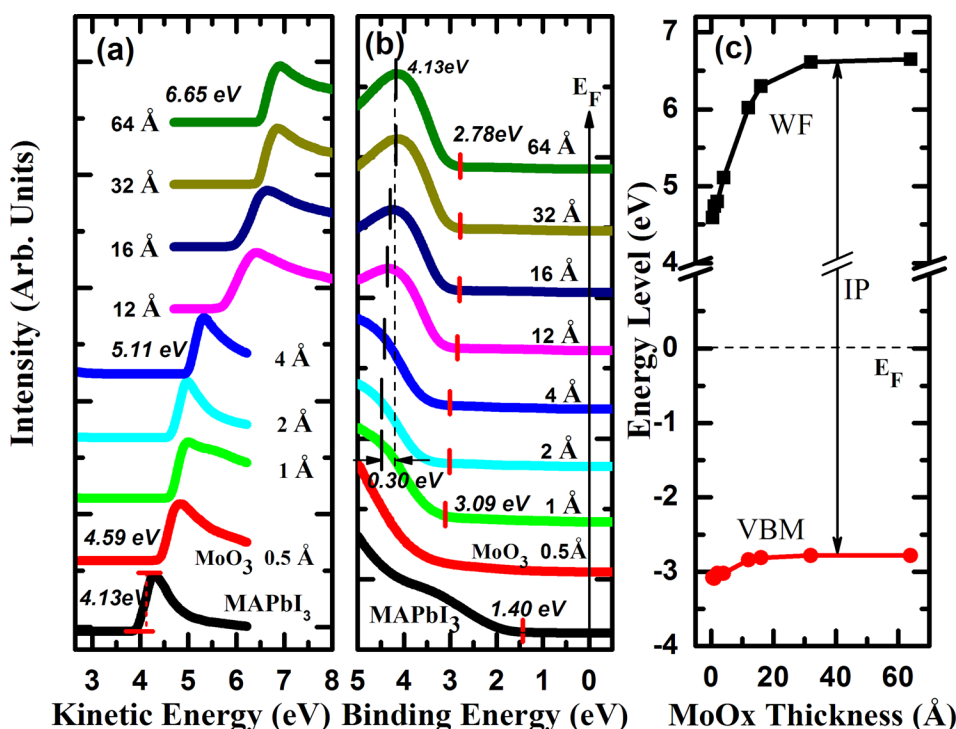 (a)
6.65 eV
64 Å
32 Å
16 Å
12 Å
5.11 eV
4 Å
2 Å
1 Å
4.59 eV
MoO3 0.5 Å
4.13eV
MAPbI3
Intensity (Arb. Units)
3 4 5 6 7 8
Kinetic Energy (eV)
(b)
4.13eV
EF
2.78eV
64 Å
32 Å
16 Å
12 Å
4 Å
2 Å
0.30 eV
3.09 eV
1 Å
MoO3 0.5Å
MAPbI3
1.40 eV
5 4 3 2 1 0
Binding Energy (eV)
(c)
7
6
5
4
0
-1
-2
-3
-4
WF
IP
EF
VBM
Energy Level (eV)
0 20 40 60
MoOx Thickness (Å)